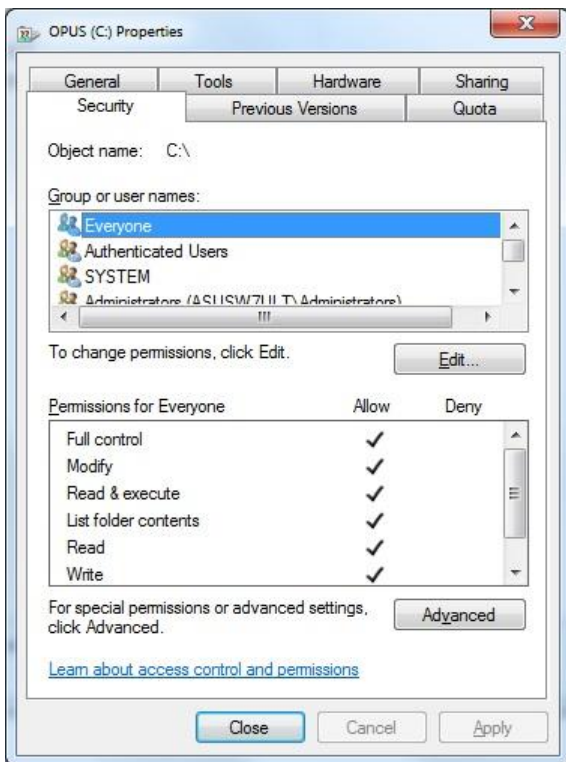 OPUS (C:) Properties
General Tools Hardware Sharing
Security Previous Versions Quota
Object name: C:\
Group or user names:
Everyone
Authenticated Users
SYSTEM
Administrators (ASUSW7ULT\Administrators)
To change permissions, click Edit.
Edit...
Permissions for Everyone Allow Deny
Full control
Modify
Read & execute
List folder contents
Read
Write
For special permissions or advanced settings,
click Advanced.
Advanced
Learn about access control and permissions
Close Cancel Apply